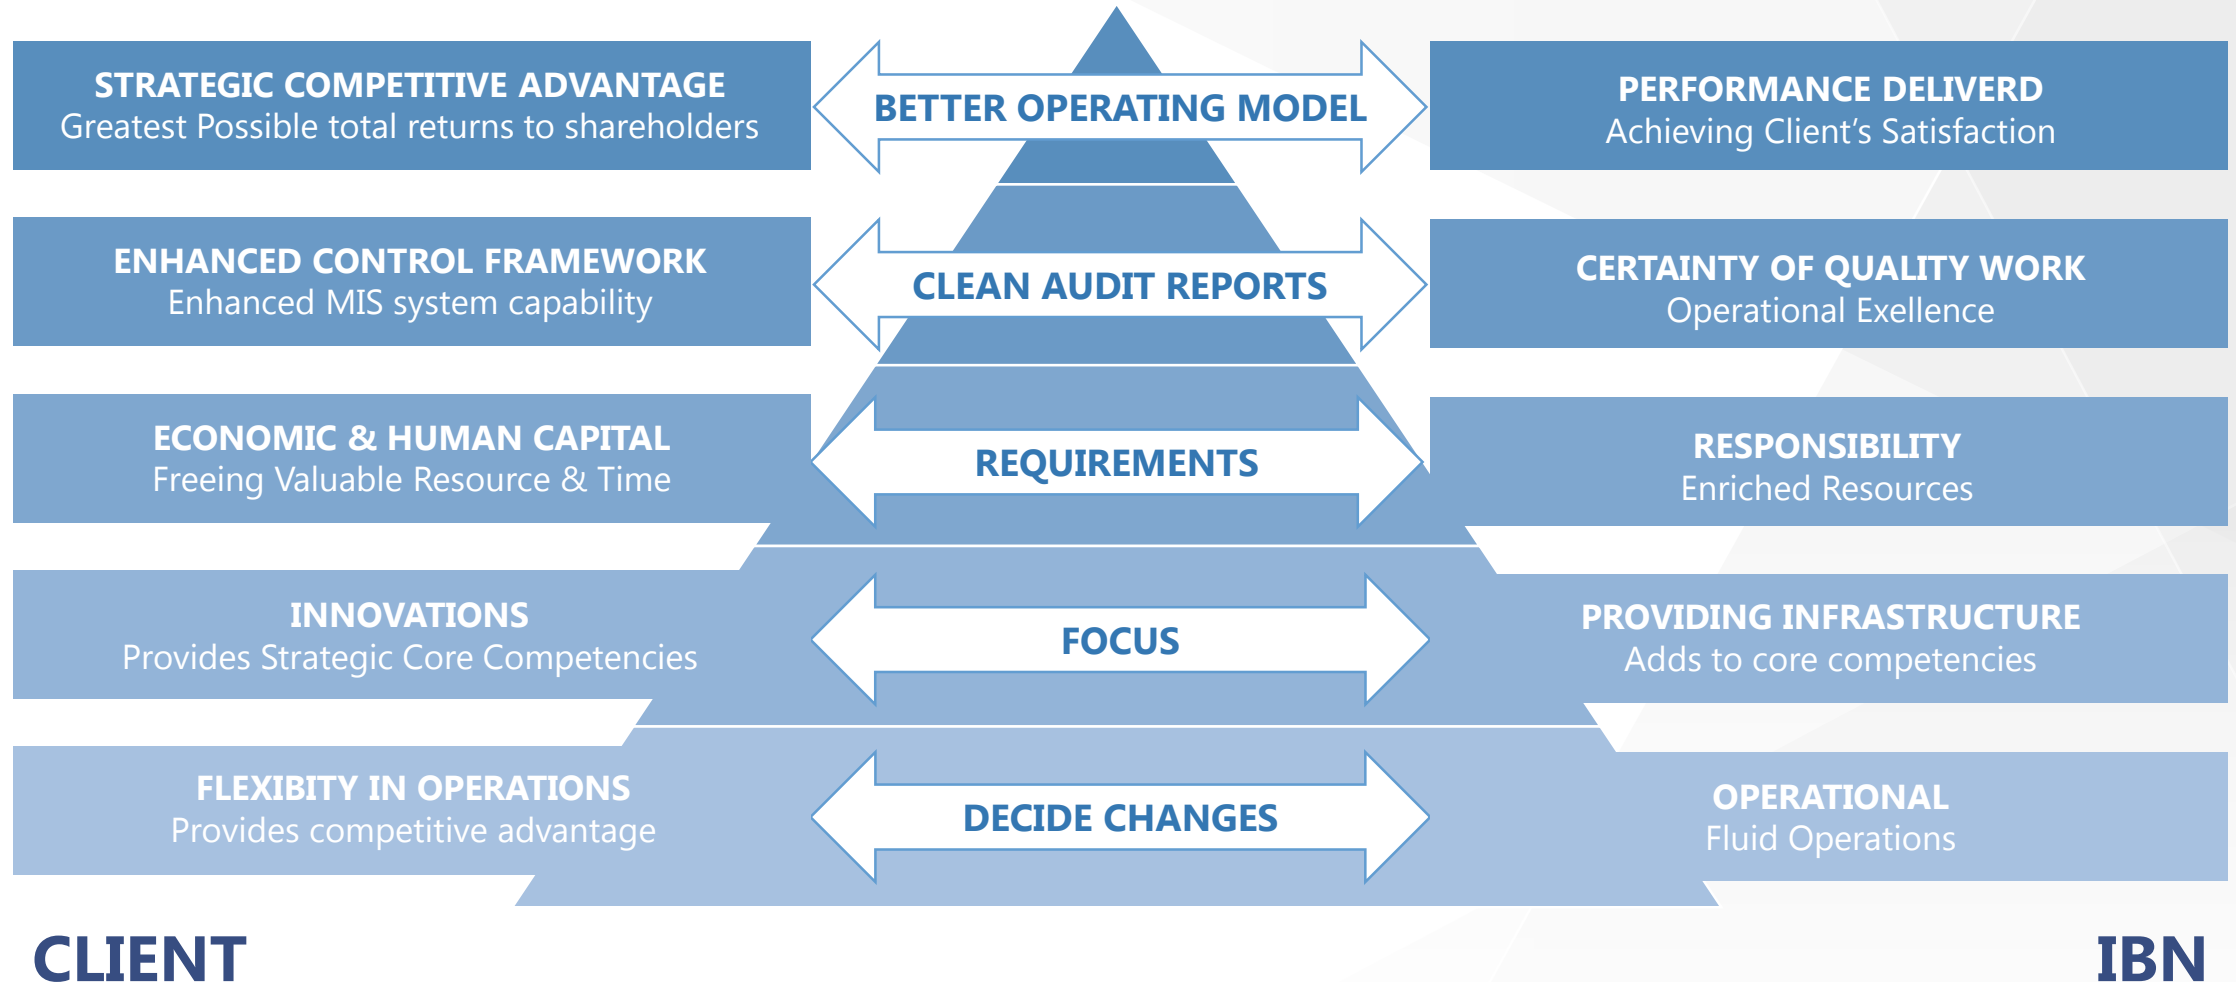 STRATEGIC COMPETITIVE ADVANTAGE
Greatest Possible total returns to shareholders
BETTER OPERATING MODEL
PERFORMANCE DELIVERD
Achieving Client's Satisfaction
ENHANCED CONTROL FRAMEWORK
Enhanced MIS system capability
CLEAN AUDIT REPORTS
CERTAINTY OF QUALITY WORK
Operational Exellence
ECONOMIC & HUMAN CAPITAL
Freeing Valuable Resource & Time
REQUIREMENTS
RESPONSIBILITY
Enriched Resources
INNOVATIONS
Provides Strategic Core Competencies
FOCUS
PROVIDING INFRASTRUCTURE
Adds to core competencies
FLEXIBITY IN OPERATIONS
Provides competitive advantage
DECIDE CHANGES
OPERATIONAL
Fluid Operations
CLIENT
IBN